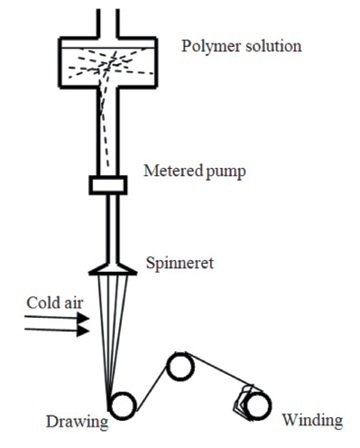 Polymer solution
Metered pump
Spinneret
Cold air
Drawing
Winding